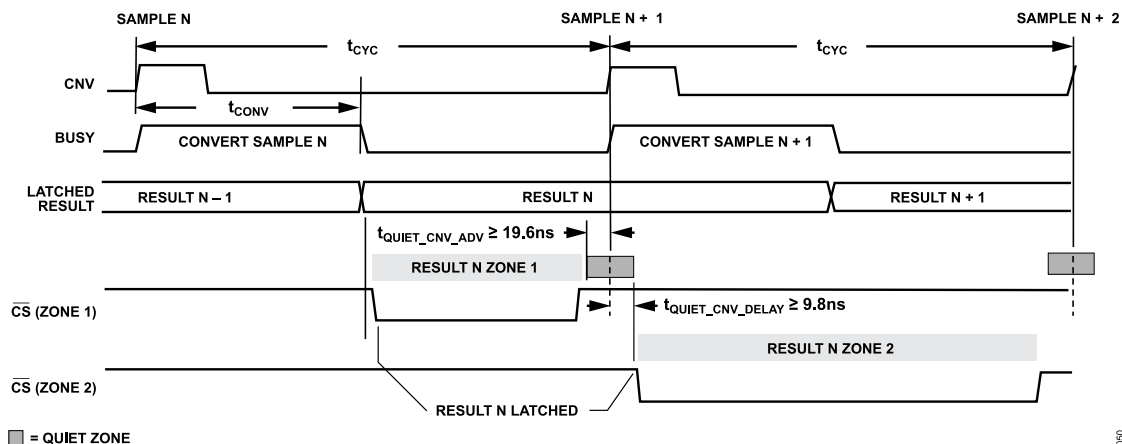 SAMPLE N
SAMPLE N + 1
SAMPLE N + 2
tCYC
tCYC
CNV
tCONV
BUSY
CONVERT SAMPLE N
CONVERT SAMPLE N + 1
LATCHED
RESULT
RESULT N – 1
RESULT N
RESULT N + 1
tQUIET_CNV_ADV ≥ 19.6ns
RESULT N ZONE 1
CS (ZONE 1)
tQUIET_CNV_DELAY ≥ 9.8ns
RESULT N ZONE 2
CS (ZONE 2)
RESULT N LATCHED
= QUIET ZONE
050